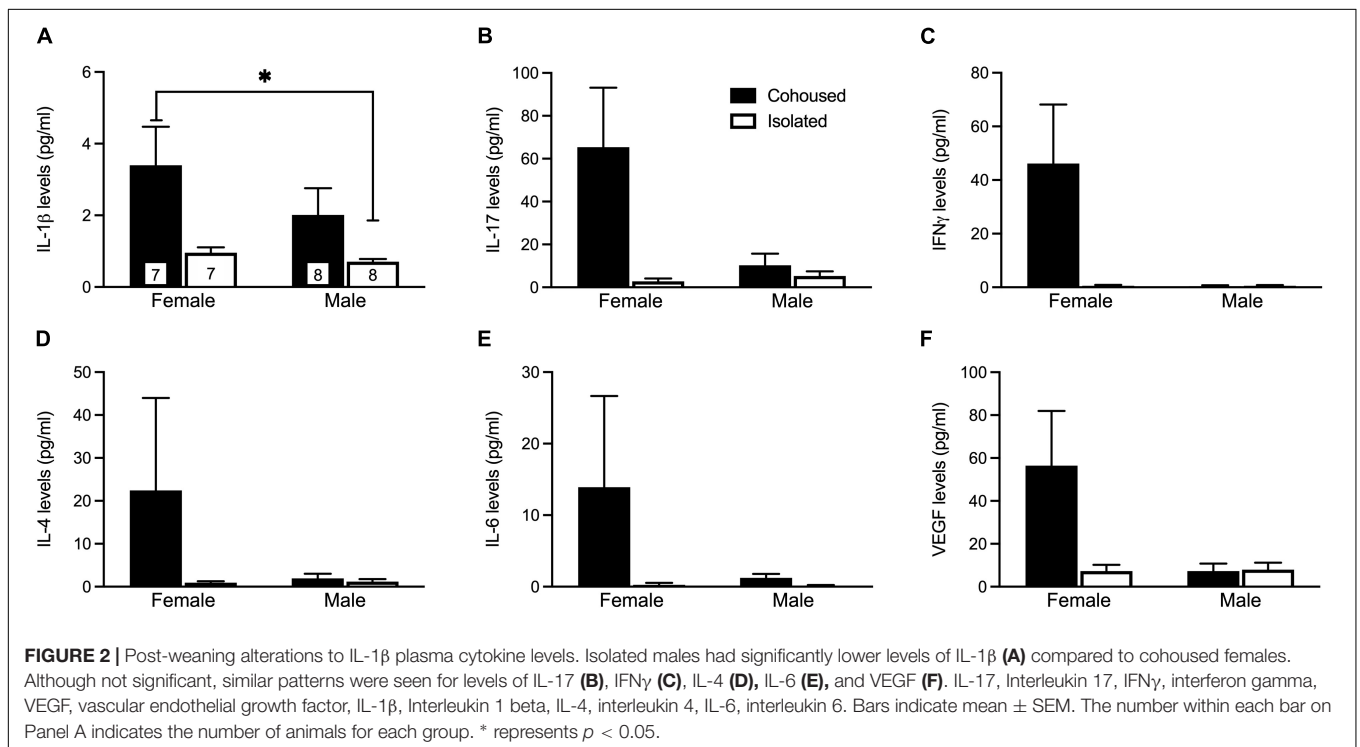 A
IL-1β levels (pg/ml)
6
4
2
0
*
7
7
8
8
Female
Male
B
IL-17 levels (pg/ml)
100
80
60
40
20
0
Cohoused
Isolated
Female
Male
C
IFNγ levels (pg/ml)
80
60
40
20
0
Female
Male
D
IL-4 levels (pg/ml)
50
40
30
20
10
0
Female
Male
E
IL-6 levels (pg/ml)
30
20
10
0
Female
Male
F
VEGF levels (pg/ml)
100
80
60
40
20
0
Female
Male
FIGURE 2 | Post-weaning alterations to IL-1β plasma cytokine levels. Isolated males had significantly lower levels of IL-1β (A) compared to cohoused females.
Although not significant, similar patterns were seen for levels of IL-17 (B), IFNγ (C), IL-4 (D), IL-6 (E), and VEGF (F). IL-17, Interleukin 17, IFNγ, interferon gamma,
VEGF, vascular endothelial growth factor, IL-1β, Interleukin 1 beta, IL-4, interleukin 4, IL-6, interleukin 6. Bars indicate mean ± SEM. The number within each bar on
Panel A indicates the number of animals for each group. * represents p < 0.05.